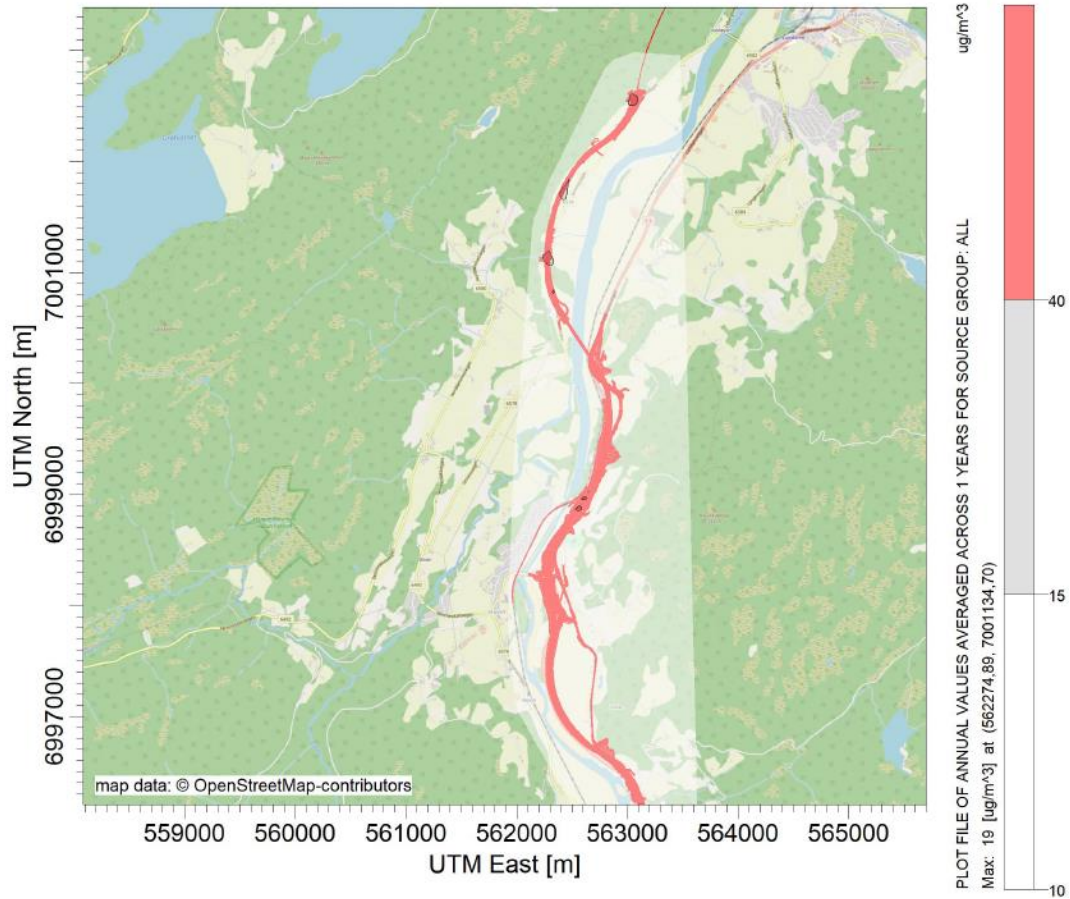 ug/m^3
40
15
10
PLOT FILE OF ANNUAL VALUES AVERAGED ACROSS 1 YEARS FOR SOURCE GROUP: ALL
Max: 19 [ug/m^3] at (562274,89, 7001134,70)
UTM North [m]
7001000
6999000
6997000
map data: © OpenStreetMap-contributors
559000 560000 561000 562000 563000 564000 565000
UTM East [m]